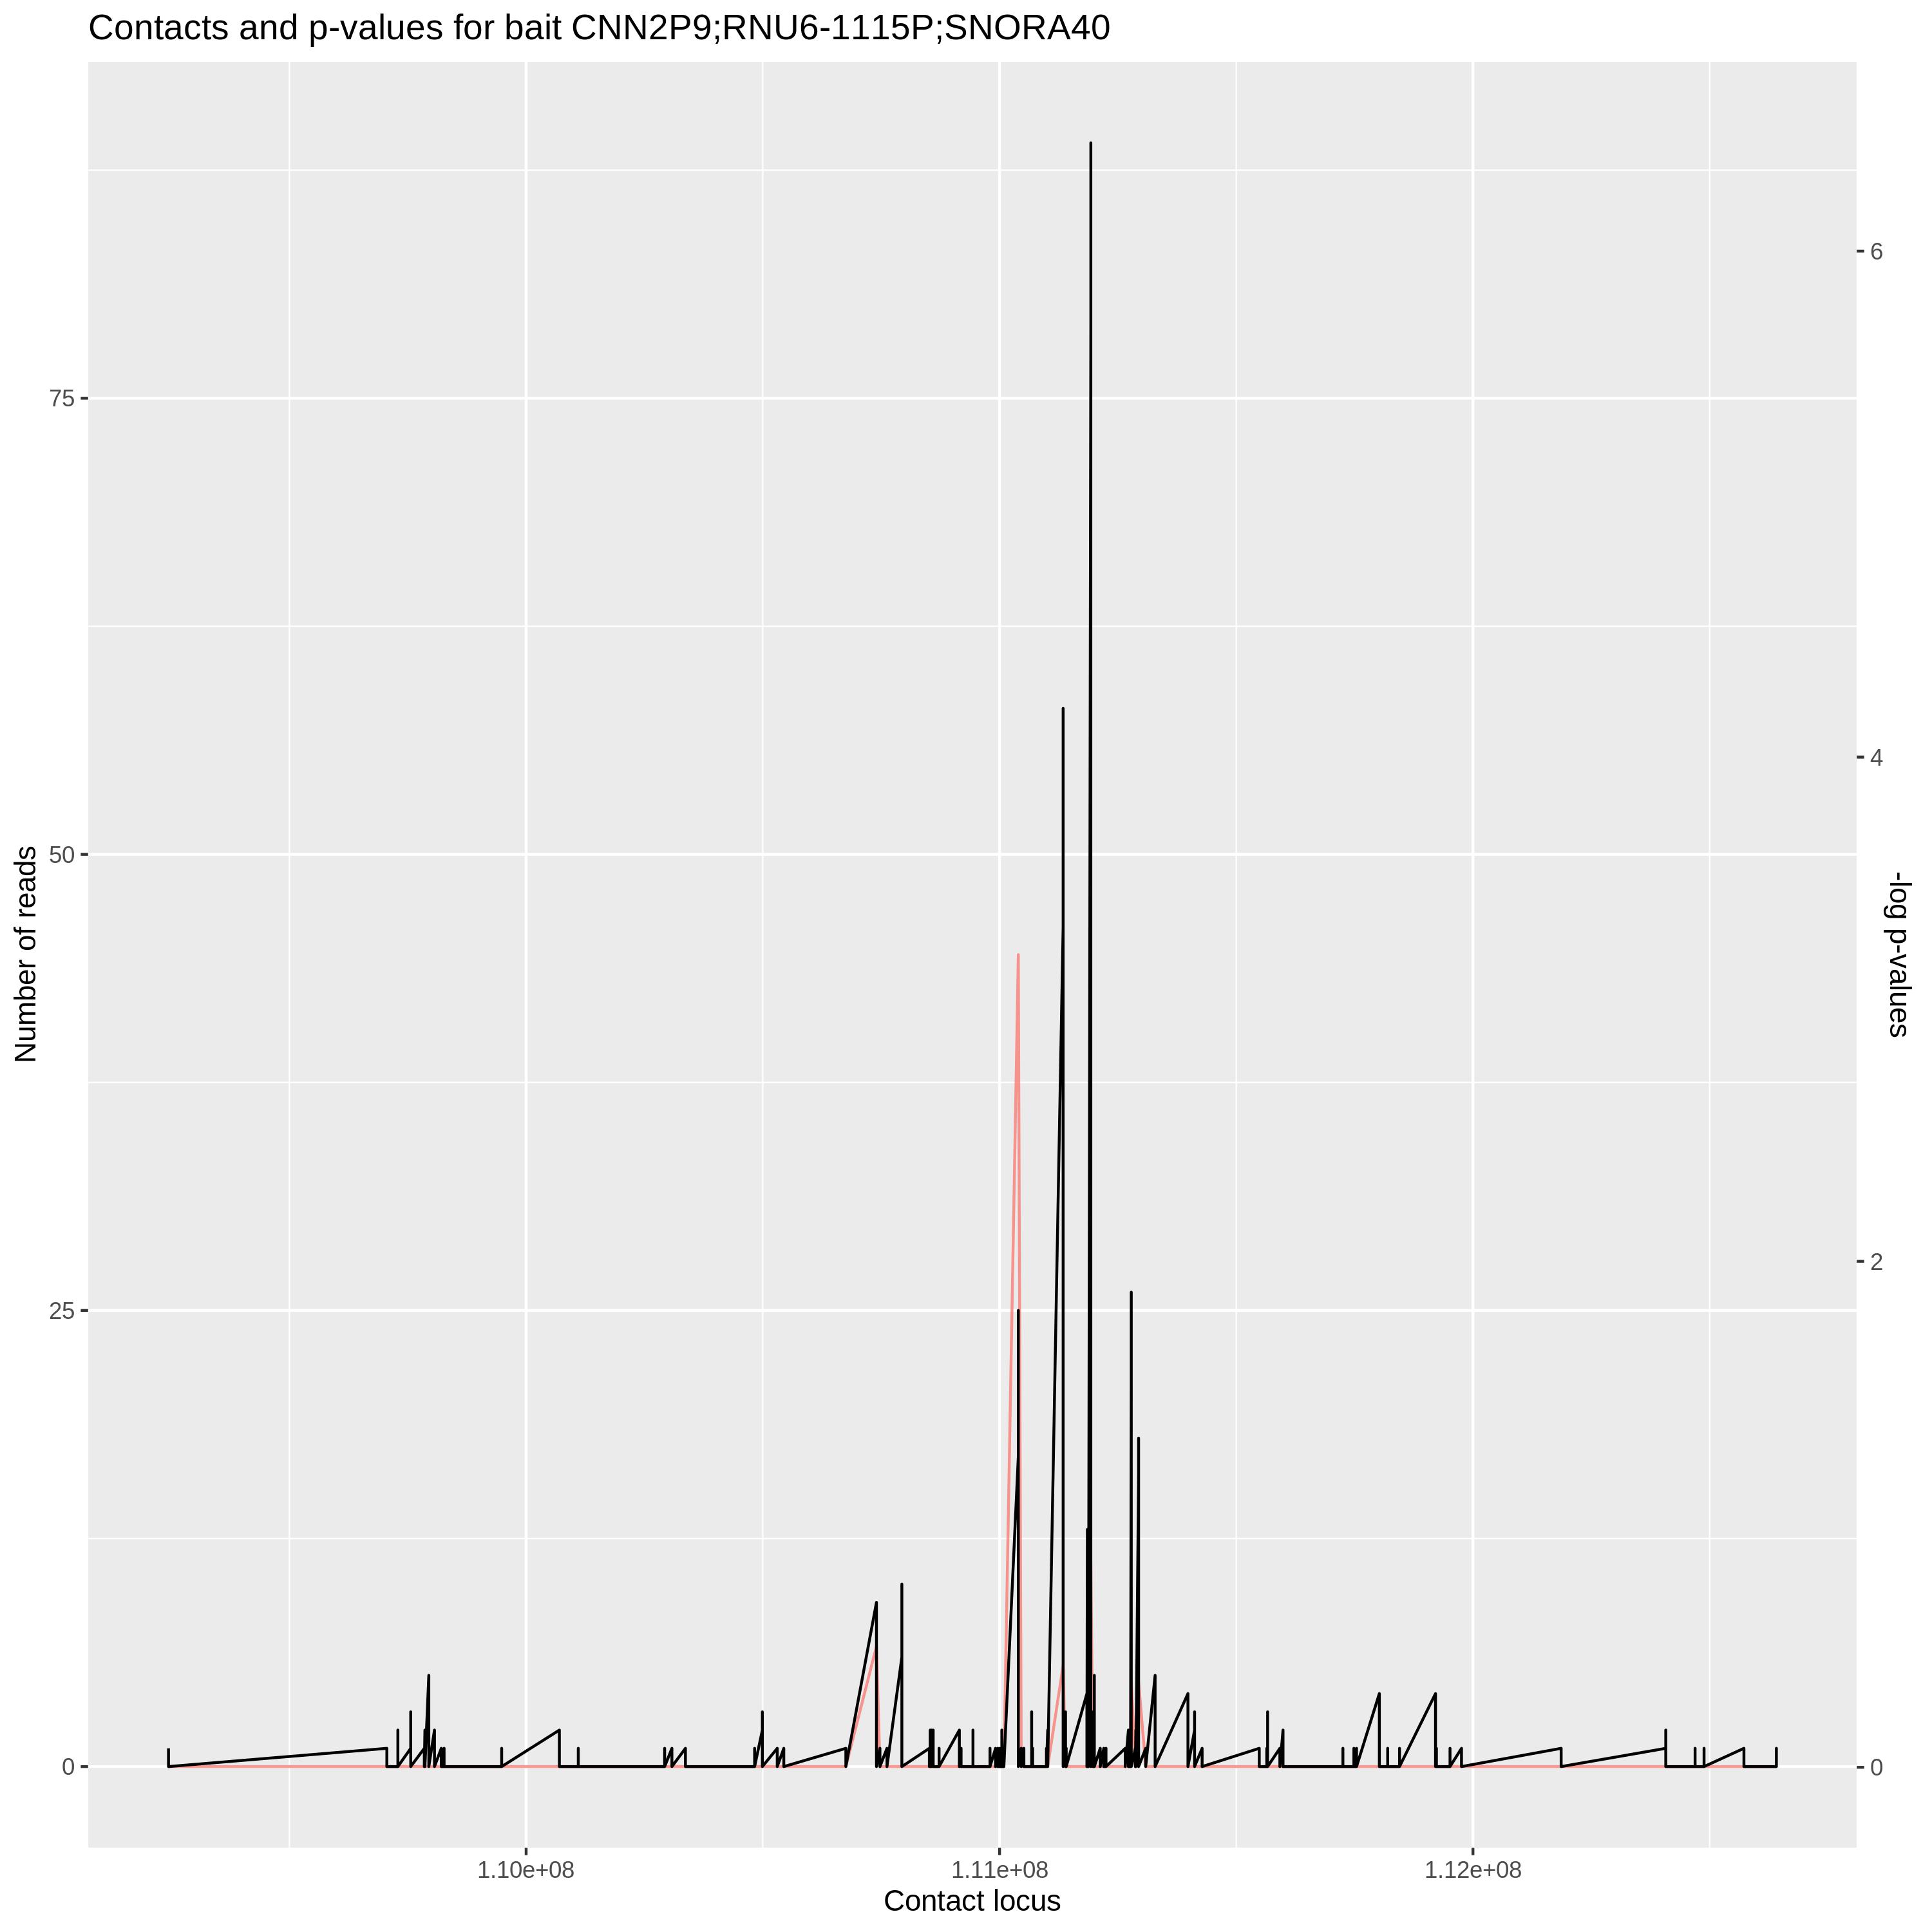 Contacts and p-values for bait CNN2P9;RNU6-1115P;SNORA40
Number of reads
75
50
25
0
6
4
2
0
-log p-values
1.10e+08
1.11e+08
1.12e+08
Contact locus